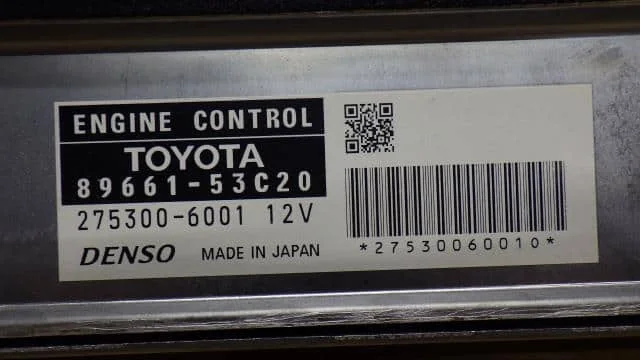 ENGINE CONTROL
TOYOTA
89661-53C20
275300-6001 12V
DENSO MADE IN JAPAN
*27530060010*